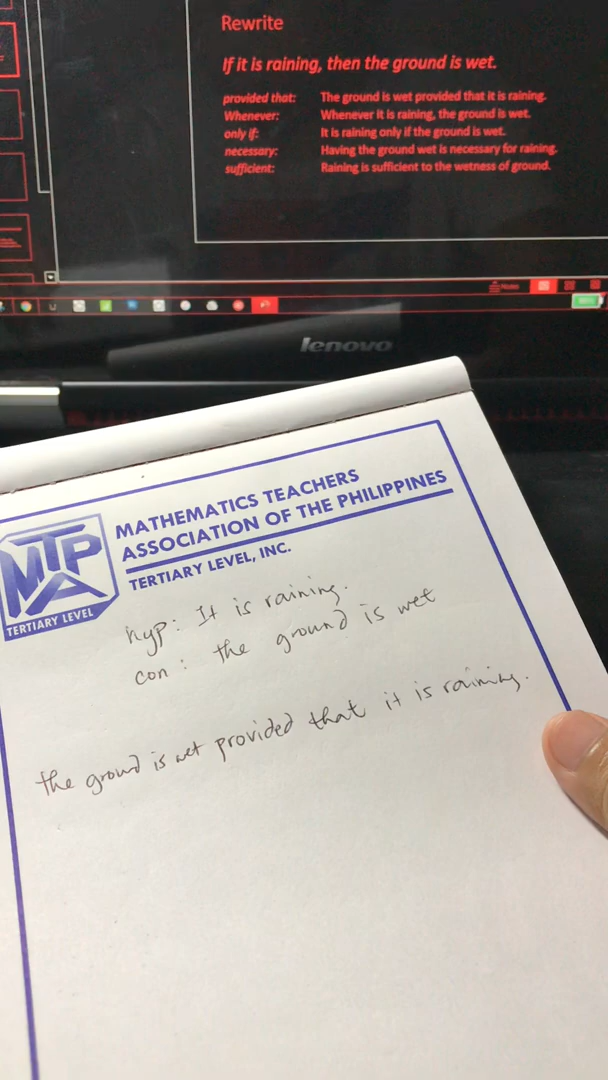 Rewrite
If it is raining, then the ground is wet.
provided that: The ground is wet provided that it is raining.
Whenever: Whenever it is raining, the ground is wet.
only if: It is raining only if the ground is wet.
necessary: Having the ground wet is necessary for raining.
sufficient: Raining is sufficient to the wetness of ground.
Notes
lenovo
MATHEMATICS TEACHERS
ASSOCIATION OF THE PHILIPPINES
TERTIARY LEVEL, INC.
MTPA
TERTIARY LEVEL
hyp: It is raining.
con: the ground is wet
the ground is wet provided that it is raining.